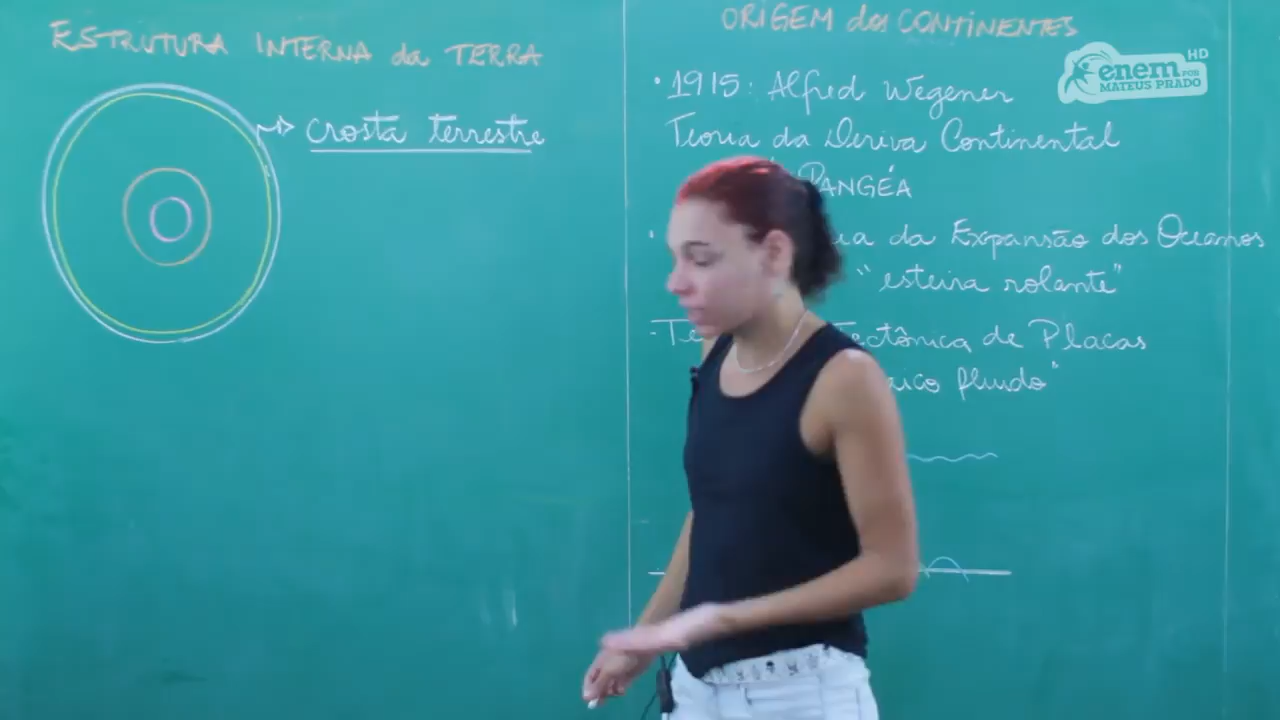 ESTRUTURA INTERNA da TERRA
crosta terrestre
ORIGEM dos CONTINENTES
• 1915: Alfred Wegener
Teoria da Deriva Continental
PANGÉA
da Expansão dos Oceanos
"esteira rolante"
Tectônica de Placas
fluido"
enem HD
POR
MATEUS PRADO